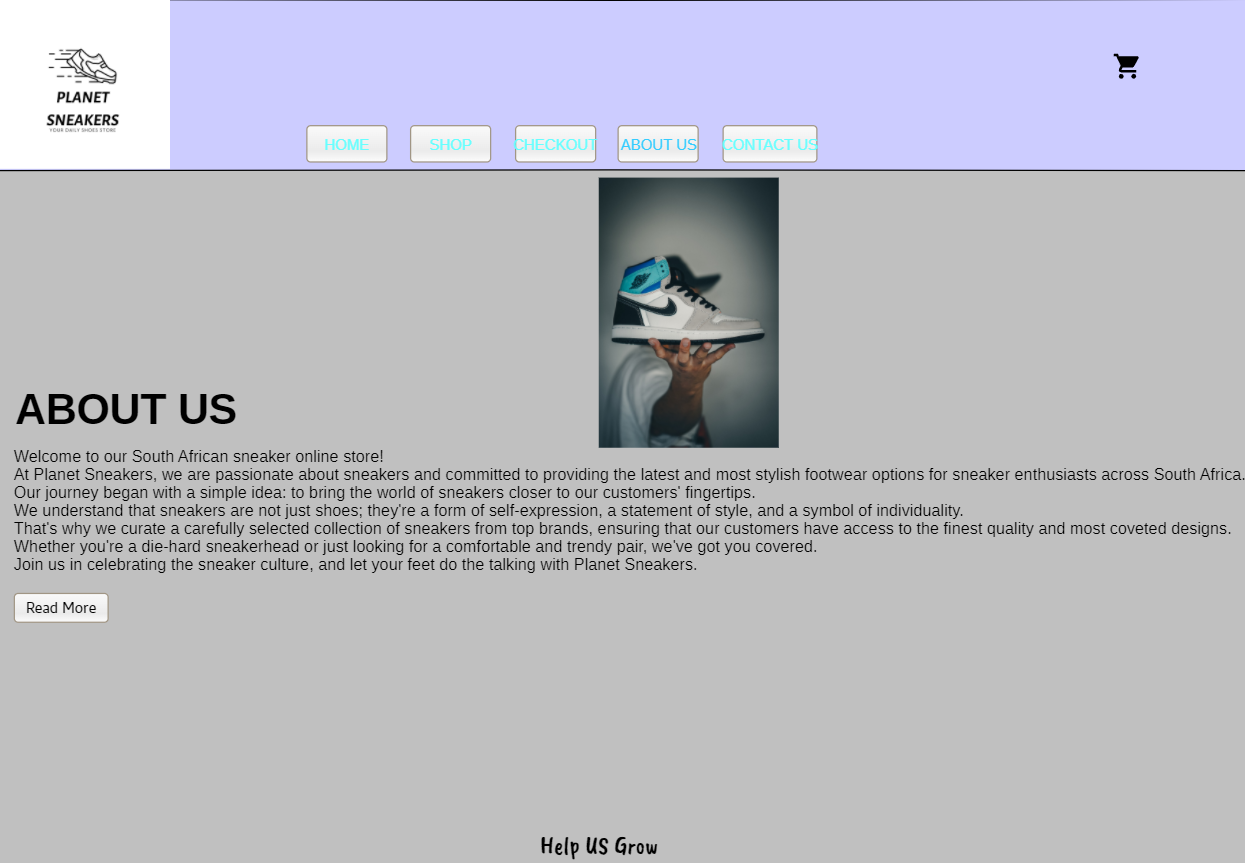 PLANET
SNEAKERS
YOUR DAILY SHOES STORE
HOME
SHOP
CHECKOUT
ABOUT US
CONTACT US
ABOUT US
Welcome to our South African sneaker online store!
At Planet Sneakers, we are passionate about sneakers and committed to providing the latest and most stylish footwear options for sneaker enthusiasts across South Africa.
Our journey began with a simple idea: to bring the world of sneakers closer to our customers' fingertips.
We understand that sneakers are not just shoes; they're a form of self-expression, a statement of style, and a symbol of individuality.
That's why we curate a carefully selected collection of sneakers from top brands, ensuring that our customers have access to the finest quality and most coveted designs.
Whether you're a die-hard sneakerhead or just looking for a comfortable and trendy pair, we've got you covered.
Join us in celebrating the sneaker culture, and let your feet do the talking with Planet Sneakers.
Read More
Help US Grow